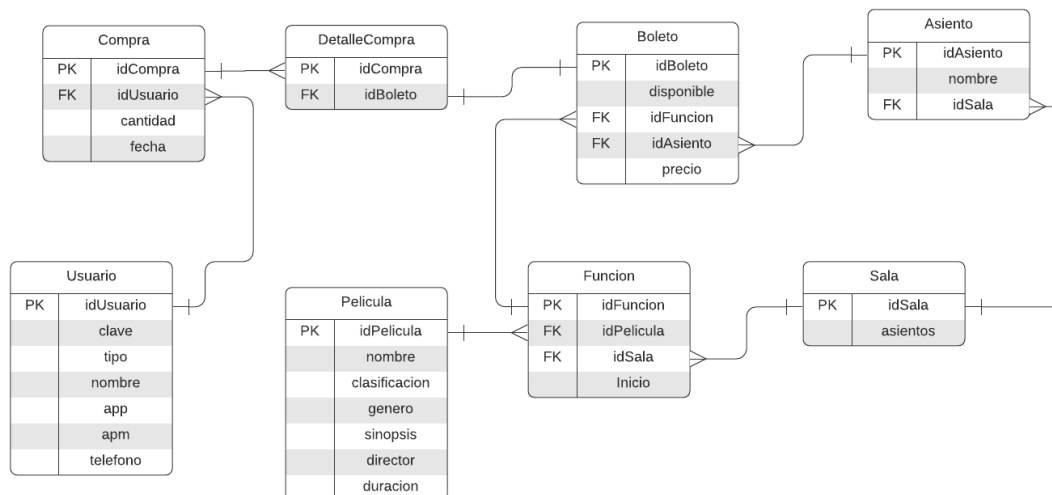 Compra
PK idCompra
FK idUsuario
cantidad
fecha
DetalleCompra
PK idCompra
FK idBoleto
Boleto
PK idBoleto
disponible
FK idFuncion
FK idAsiento
precio
Asiento
PK idAsiento
nombre
FK idSala
Usuario
PK idUsuario
clave
tipo
nombre
app
apm
telefono
Pelicula
PK idPelicula
nombre
clasificacion
genero
sinopsis
director
duracion
Funcion
PK idFuncion
FK idPelicula
FK idSala
Inicio
Sala
PK idSala
asientos